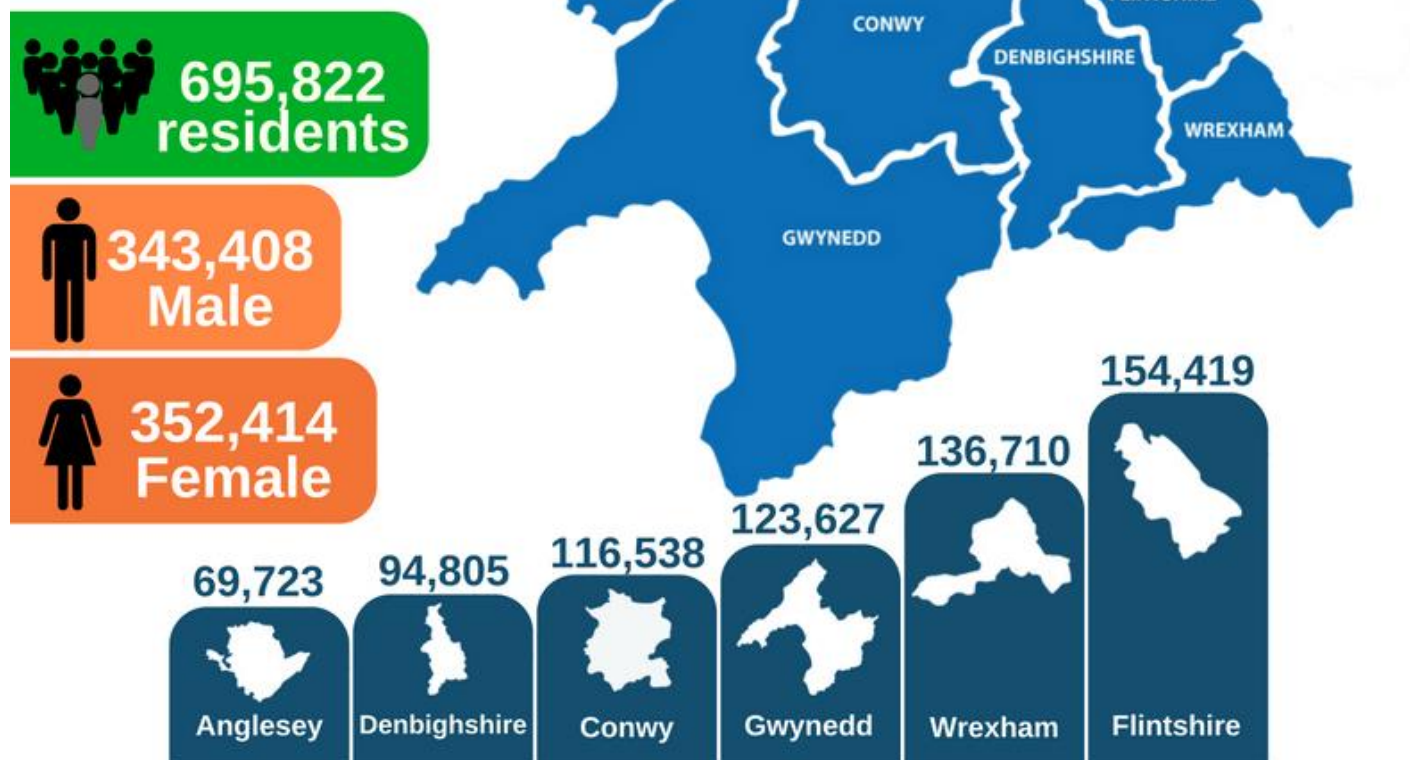 CONWY
DENBIGHSHIRE
WREXHAM
GWYNEDD
695,822
residents
343,408
Male
352,414
Female
69,723
Anglesey
94,805
Denbighshire
116,538
Conwy
123,627
Gwynedd
136,710
Wrexham
154,419
Flintshire